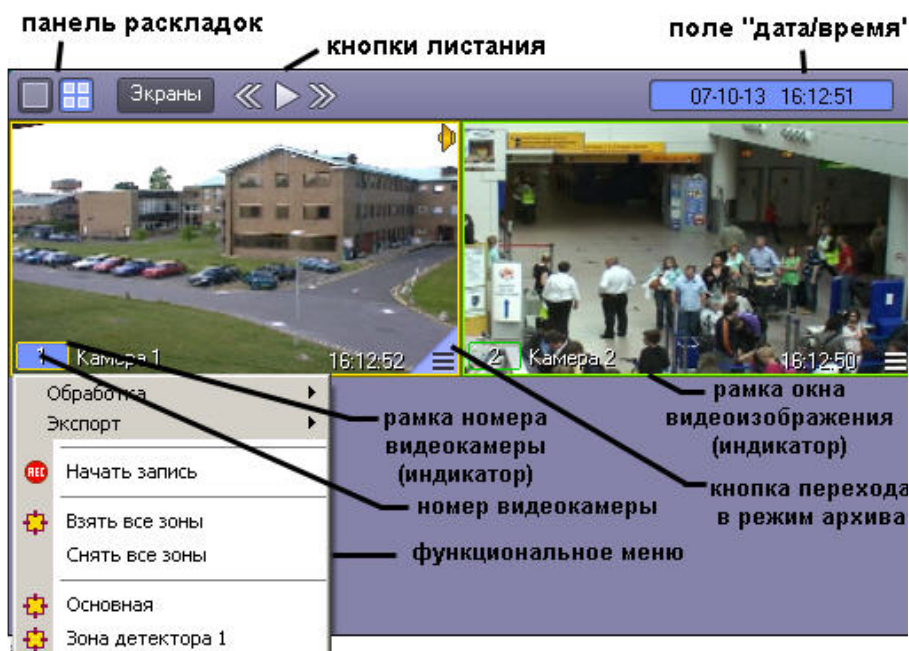 панель раскладок
кнопки листания
поле "дата/время"
Экраны
07-10-13 16:12:51
1 Камера 1 16:12:52
2 Камера 2 16:12:50
Обработка
Экспорт
Начать запись
Взять все зоны
Снять все зоны
Основная
Зона детектора 1
рамка номера
видеокамеры
(индикатор)
номер видеокамеры
функциональное меню
рамка окна
видеоизображения
(индикатор)
кнопка перехода
в режим архива
REC